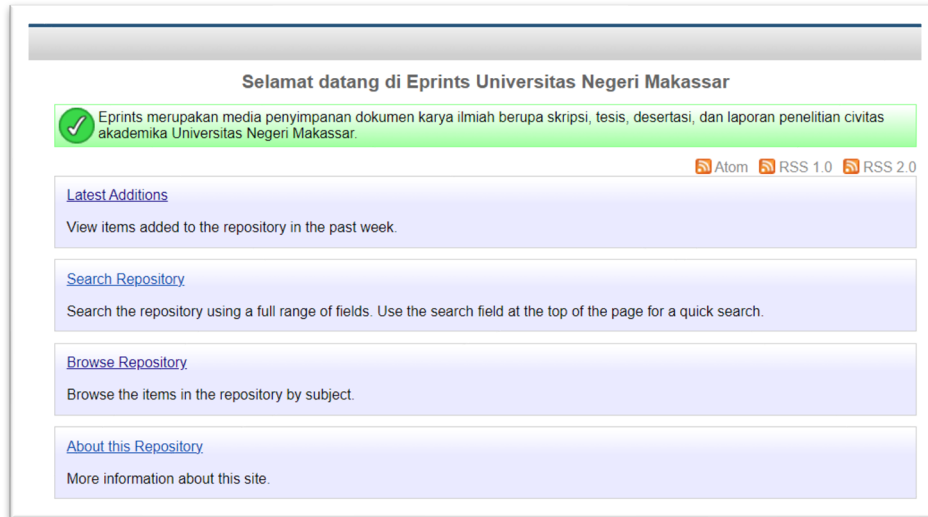 Selamat datang di Eprints Universitas Negeri Makassar
Eprints merupakan media penyimpanan dokumen karya ilmiah berupa skripsi, tesis, desertasi, dan laporan penelitian civitas
akademika Universitas Negeri Makassar.
Atom RSS 1.0 RSS 2.0
Latest Additions
View items added to the repository in the past week.
Search Repository
Search the repository using a full range of fields. Use the search field at the top of the page for a quick search.
Browse Repository
Browse the items in the repository by subject.
About this Repository
More information about this site.